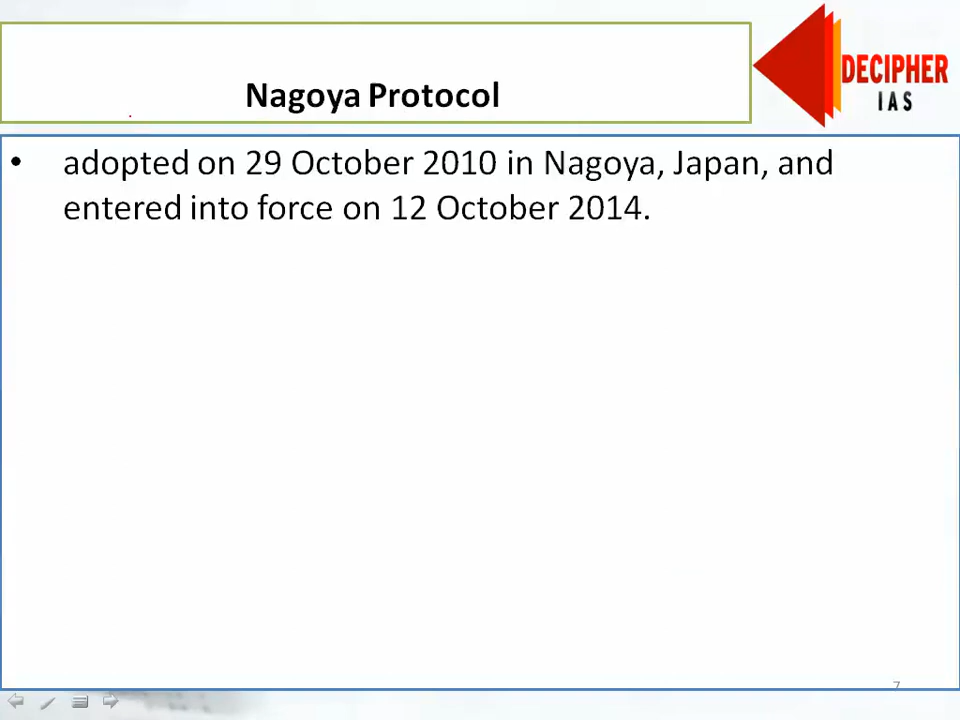 Nagoya Protocol
DECIPHER
IAS
• adopted on 29 October 2010 in Nagoya, Japan, and
entered into force on 12 October 2014.
7